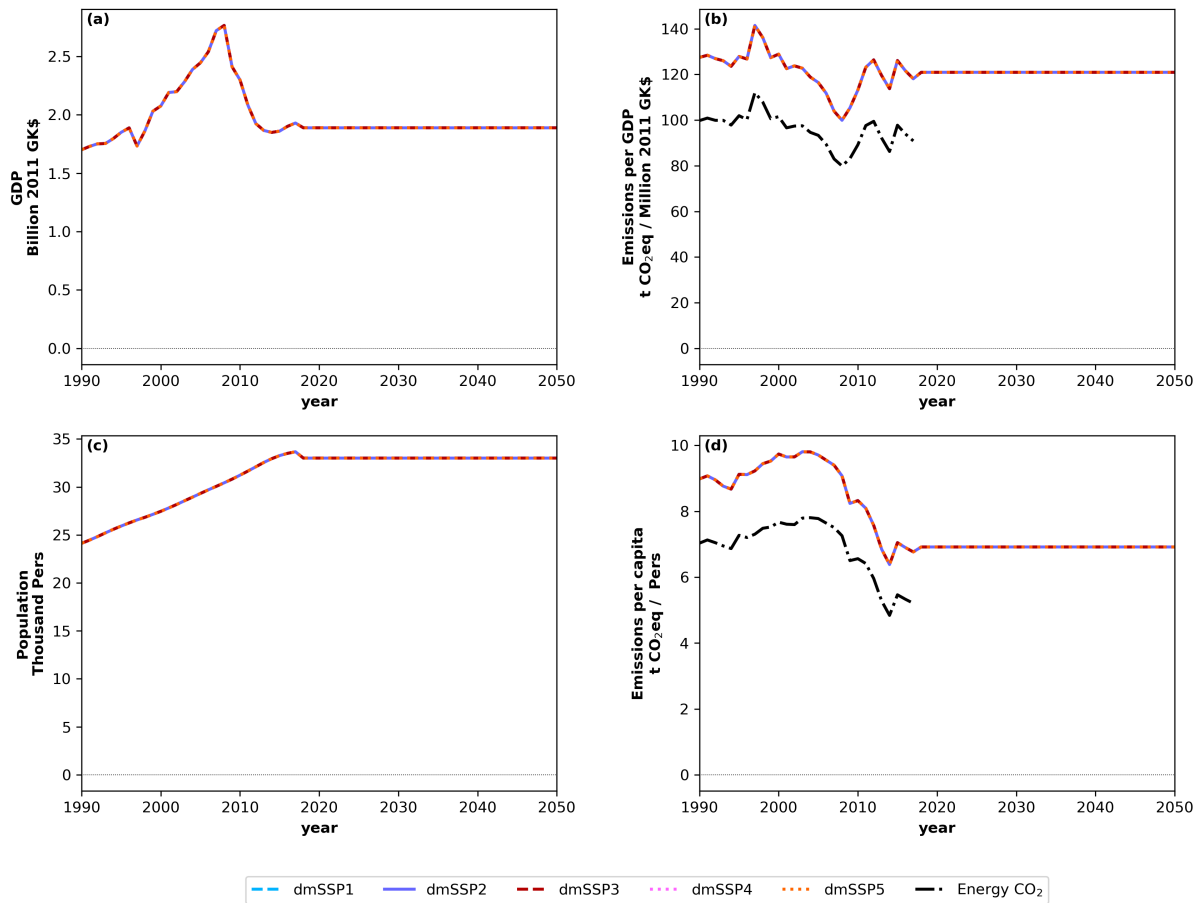 (a)
GDP
Billion 2011 GK$
2.5
2.0
1.5
1.0
0.5
0.0
1990 2000 2010 2020 2030 2040 2050
year
(b)
Emissions per GDP
t CO₂eq / Million 2011 GK$
140
120
100
80
60
40
20
0
1990 2000 2010 2020 2030 2040 2050
year
(c)
Population
Thousand Pers
35
30
25
20
15
10
5
0
1990 2000 2010 2020 2030 2040 2050
year
(d)
Emissions per capita
t CO₂eq / Pers
10
8
6
4
2
0
1990 2000 2010 2020 2030 2040 2050
year
dmSSP1 dmSSP2 dmSSP3 dmSSP4 dmSSP5 Energy CO₂